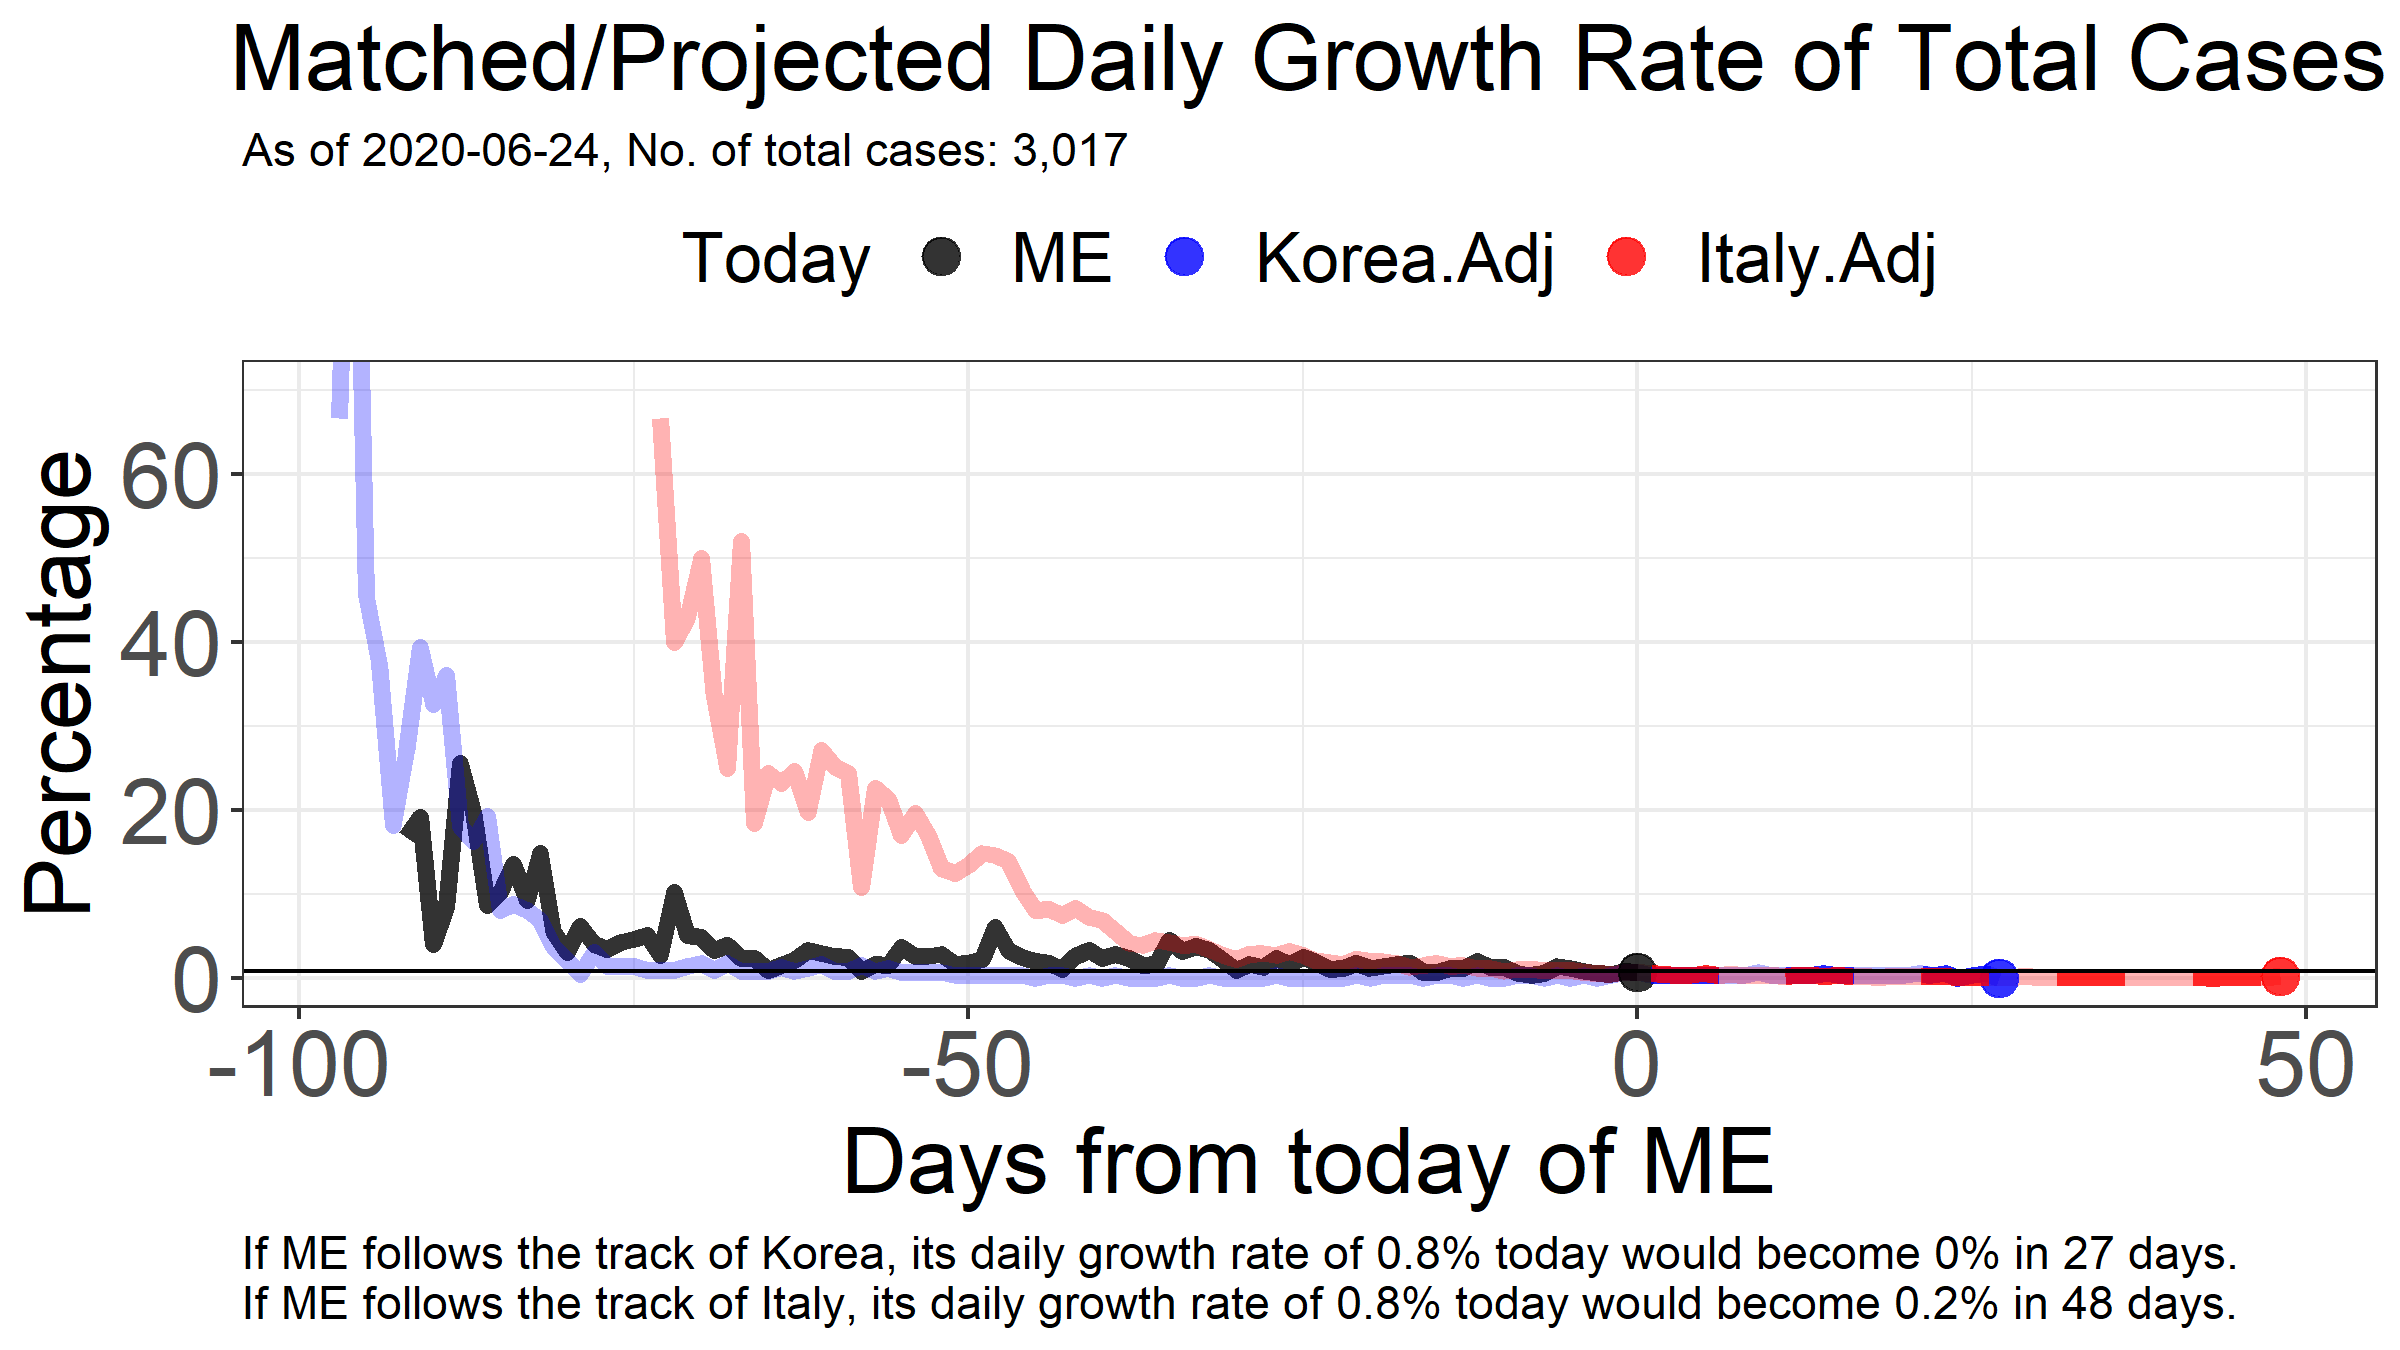 Matched/Projected Daily Growth Rate of Total Cases
As of 2020-06-24, No. of total cases: 3,017
Today ME Korea.Adj Italy.Adj
Percentage
60
40
20
0
-100 -50 0 50
Days from today of ME
If ME follows the track of Korea, its daily growth rate of 0.8% today would become 0% in 27 days.
If ME follows the track of Italy, its daily growth rate of 0.8% today would become 0.2% in 48 days.